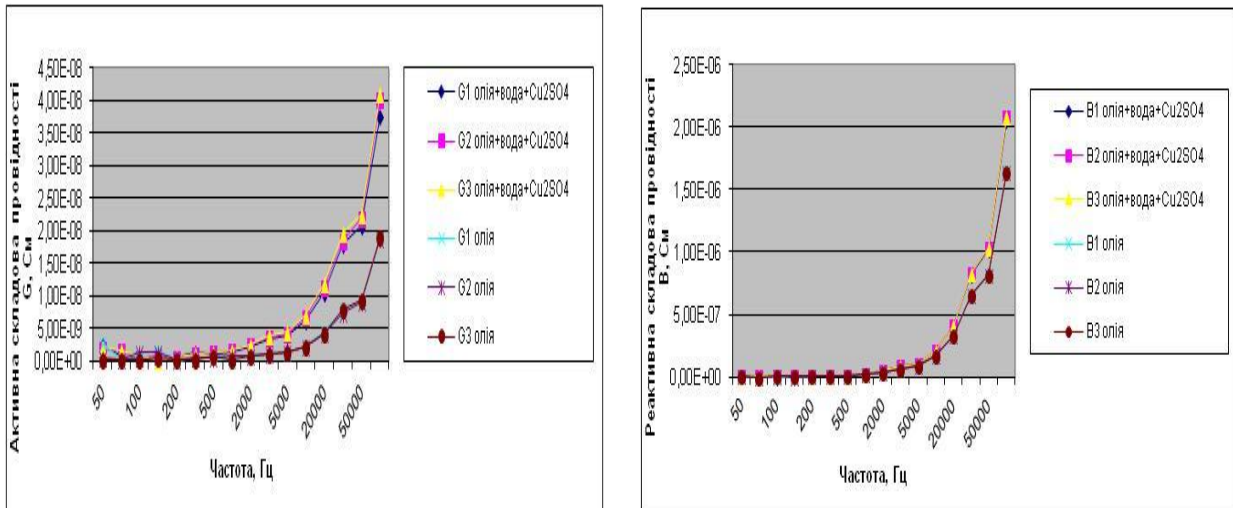 Активна складова провідності
G, См
4,50E-08
4,00E-08
3,50E-08
3,00E-08
2,50E-08
2,00E-08
1,50E-08
1,00E-08
5,00E-09
0,00E+00
50
100
200
500
2000
5000
20000
50000
Частота, Гц
G1 олія+вода+Cu2SO4
G2 олія+вода+Cu2SO4
G3 олія+вода+Cu2SO4
G1 олія
G2 олія
G3 олія
Реактивна складова провідності
B, См
2,50E-06
2,00E-06
1,50E-06
1,00E-06
5,00E-07
0,00E+00
50
100
200
500
2000
5000
20000
50000
Частота, Гц
B1 олія+вода+Cu2SO4
B2 олія+вода+Cu2SO4
B3 олія+вода+Cu2SO4
B1 олія
B2 олія
B3 олія